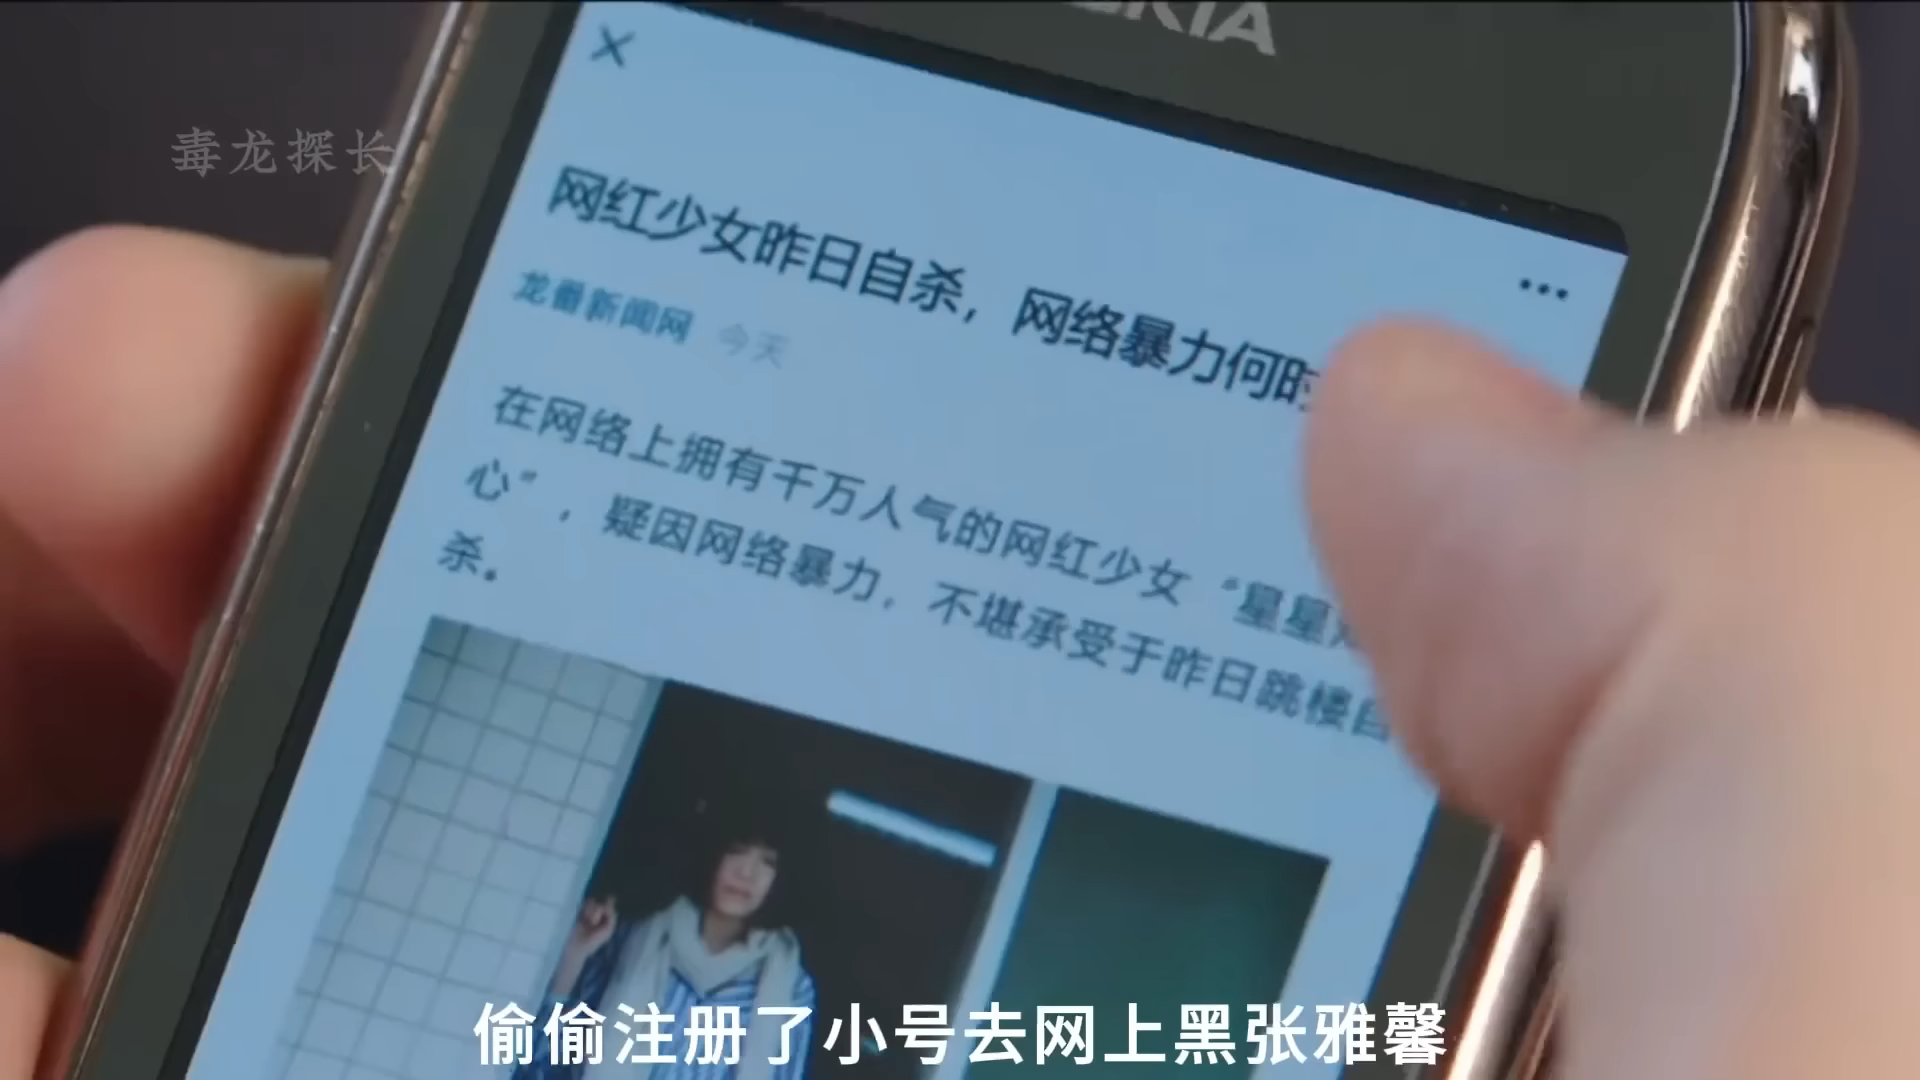 KIA
毒龙探长
网红少女昨日自杀，网络暴力何时
龙番新闻网 今天
在网络上拥有千万人气的网红少女“星星
心”，疑因网络暴力，不堪承受于昨日跳楼自
杀。
偷偷注册了小号去网上黑张雅馨